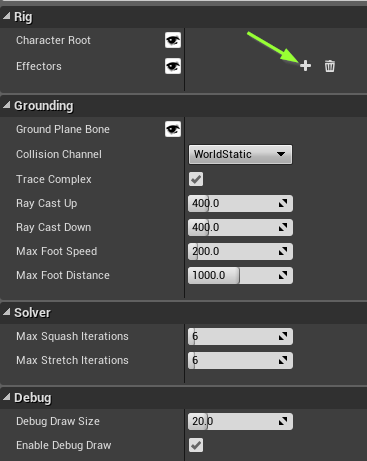 Rig
Character Root
Effectors
Grounding
Ground Plane Bone
Collision Channel WorldStatic
Trace Complex
Ray Cast Up 400.0
Ray Cast Down 400.0
Max Foot Speed 200.0
Max Foot Distance 1000.0
Solver
Max Squash Iterations 6
Max Stretch Iterations 6
Debug
Debug Draw Size 20.0
Enable Debug Draw